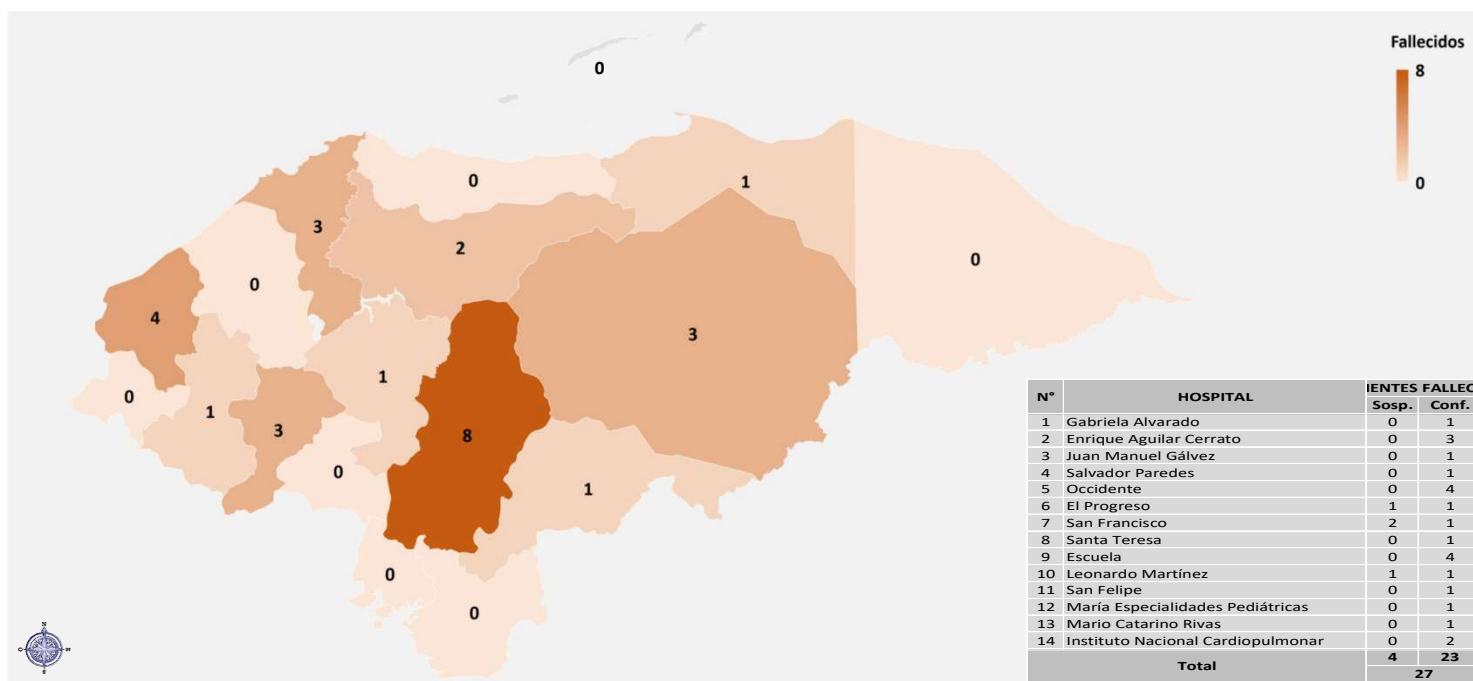 Fallecidos
8
0
0
0
1
3
2
0
0
4
3
1
0
1
3
8
0
1
0
0
N° HOSPITAL IENTES FALLEC
Sosp. Conf.
1 Gabriela Alvarado 0 1
2 Enrique Aguilar Cerrato 0 3
3 Juan Manuel Gálvez 0 1
4 Salvador Paredes 0 1
5 Occidente 0 4
6 El Progreso 1 1
7 San Francisco 2 1
8 Santa Teresa 0 1
9 Escuela 0 4
10 Leonardo Martínez 1 1
11 San Felipe 0 1
12 María Especialidades Pediátricas 0 1
13 Mario Catarino Rivas 0 1
14 Instituto Nacional Cardiopulmonar 0 2
Total 4 23
27